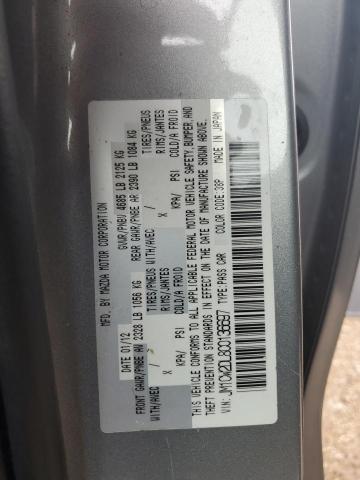 MFD. BY MAZDA MOTOR CORPORATION
DATE 01/12 GVWR/PNBV 4685 LB 2125 KG
FRONT GAWR/PNBE AV 2328 LB 1056 KG REAR GAWR/PNBE AR 2390 LB 1084 KG
WITH/AVEC TIRES/PNEUS WITH/AVEC TIRES/PNEUS
X RIMS/JANTES X RIMS/JANTES
KPA/ PSI COLD/A FROID KPA/ PSI COLD/A FROID
THIS VEHICLE CONFORMS TO ALL APPLICABLE FEDERAL MOTOR VEHICLE SAFETY, BUMPER, AND
THEFT PREVENTION STANDARDS IN EFFECT ON THE DATE OF MANUFACTURE SHOWN ABOVE.
VIN: JM1CW2DL8C0136697 TYPE: PASS CAR COLOR CODE: 38P MADE IN JAPAN